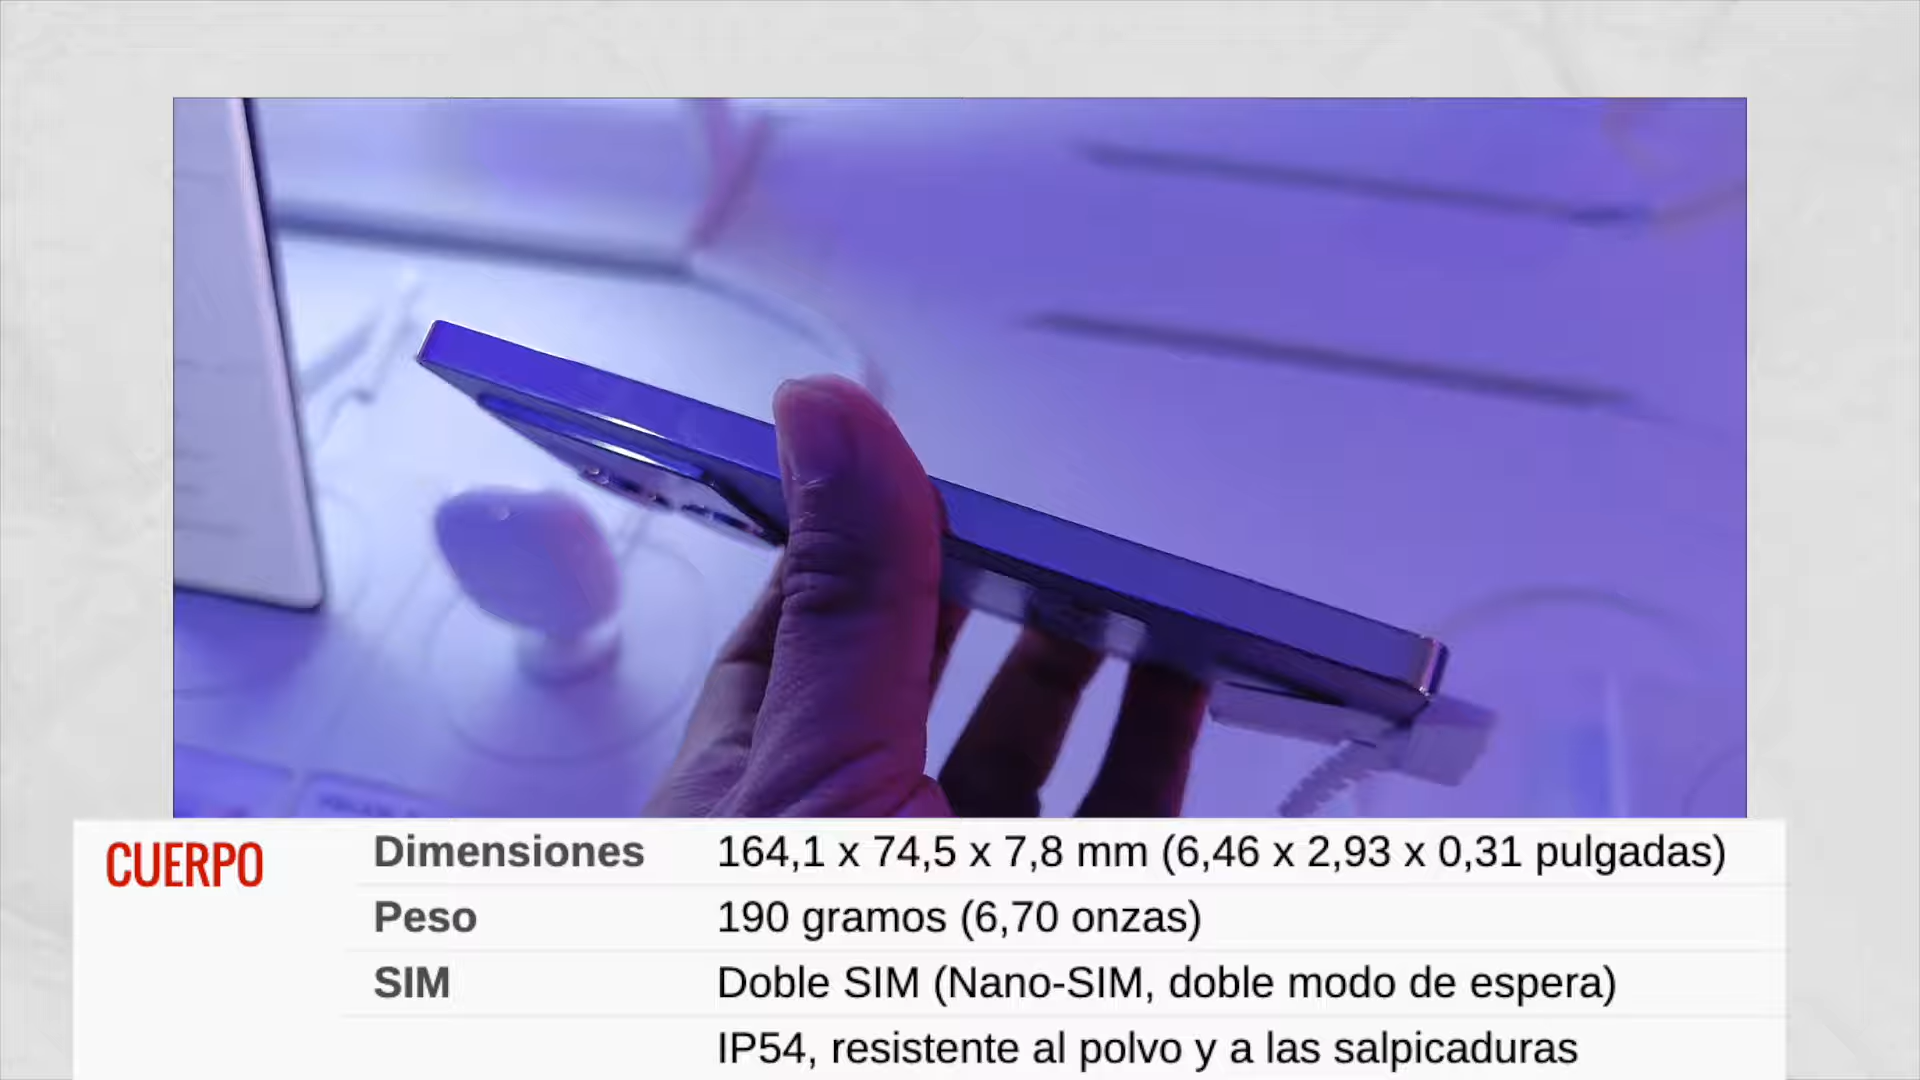 CUERPO
Dimensiones 164,1 x 74,5 x 7,8 mm (6,46 x 2,93 x 0,31 pulgadas)
Peso 190 gramos (6,70 onzas)
SIM Doble SIM (Nano-SIM, doble modo de espera)
IP54, resistente al polvo y a las salpicaduras